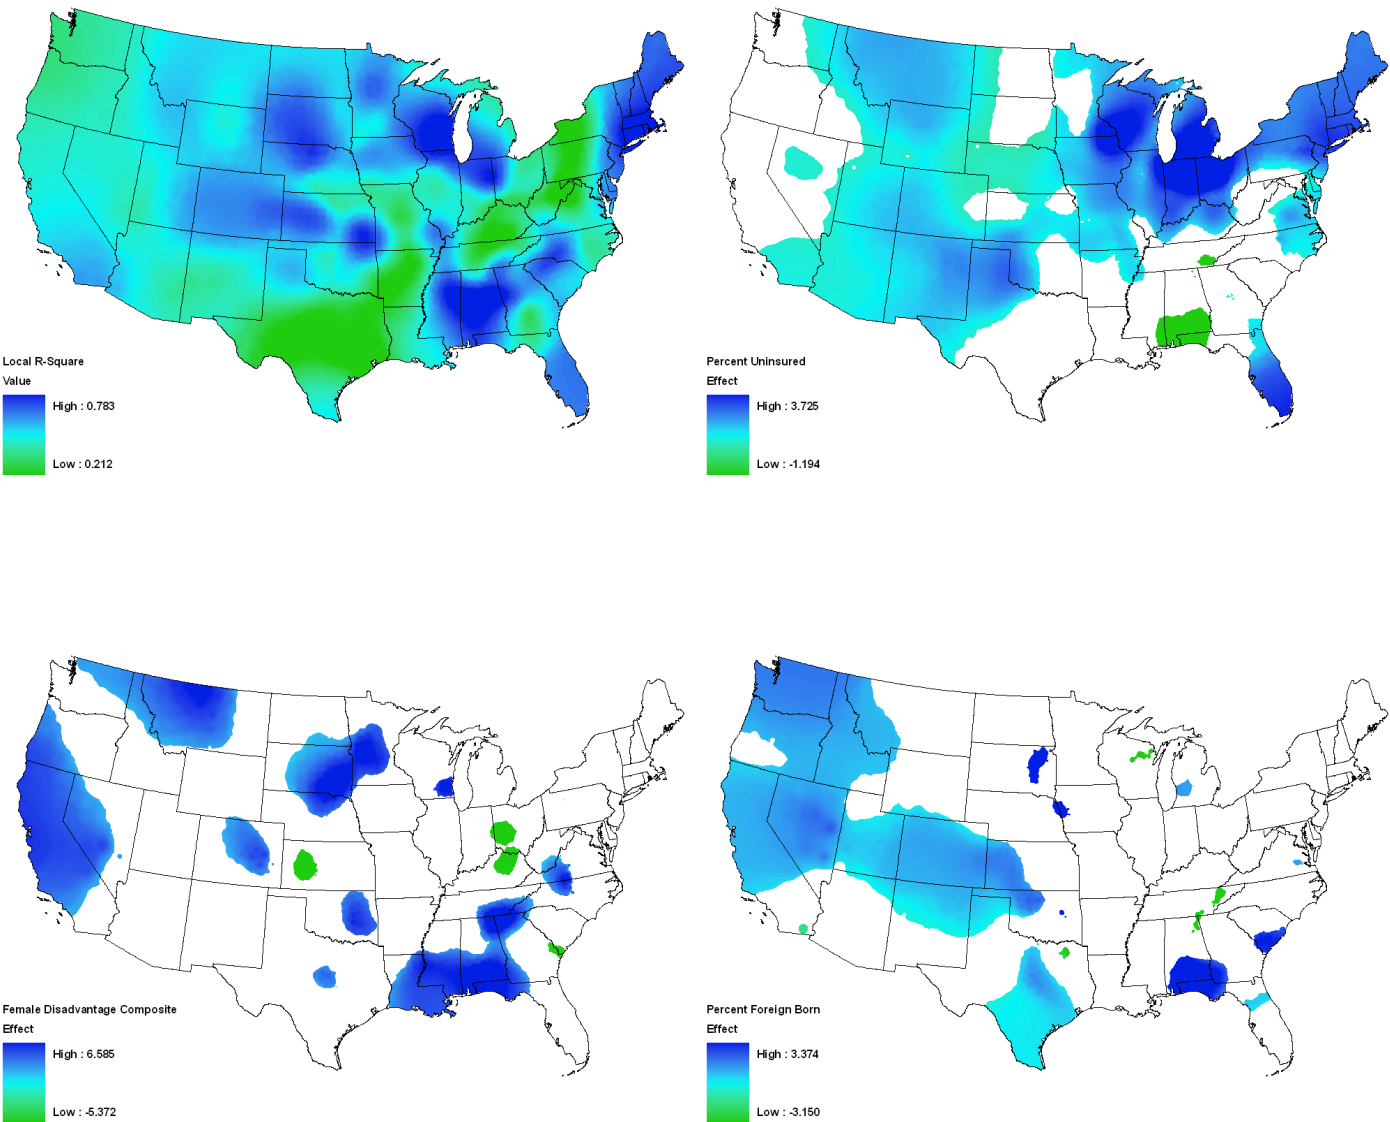 Local R-Square
Value
High : 0.783
Low : 0.212
Percent Uninsured
Effect
High : 3.725
Low : -1.194
Female Disadvantage Composite
Effect
High : 6.585
Low : -5.372
Percent Foreign Born
Effect
High : 3.374
Low : -3.150